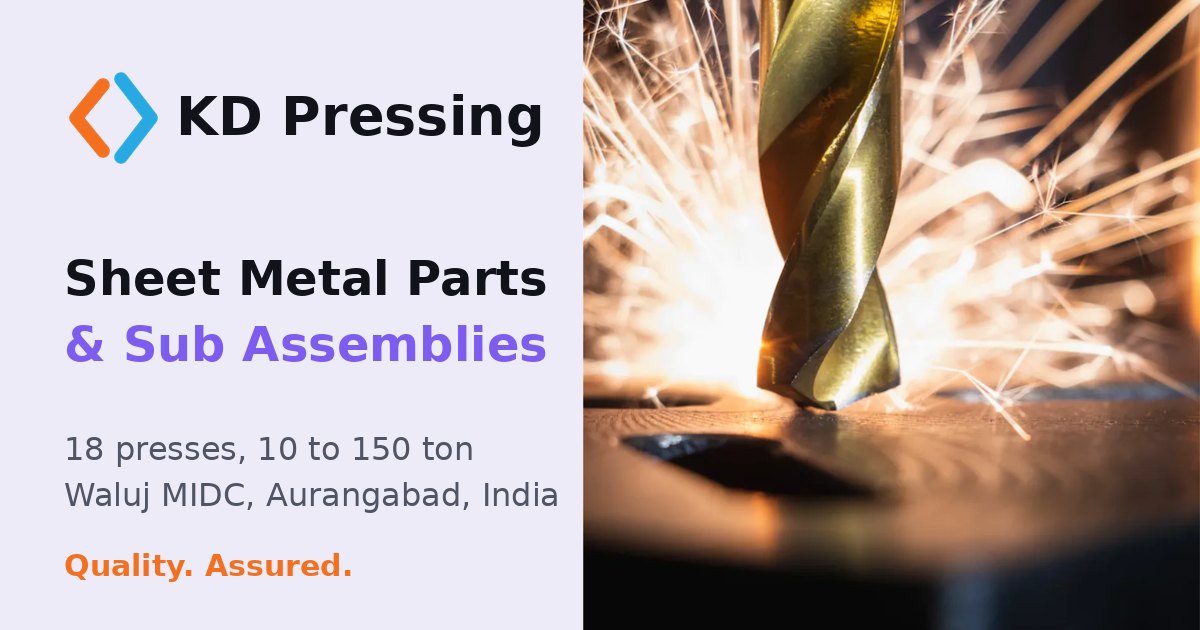 KD Pressing
Sheet Metal Parts
& Sub Assemblies
18 presses, 10 to 150 ton
Waluj MIDC, Aurangabad, India
Quality. Assured.